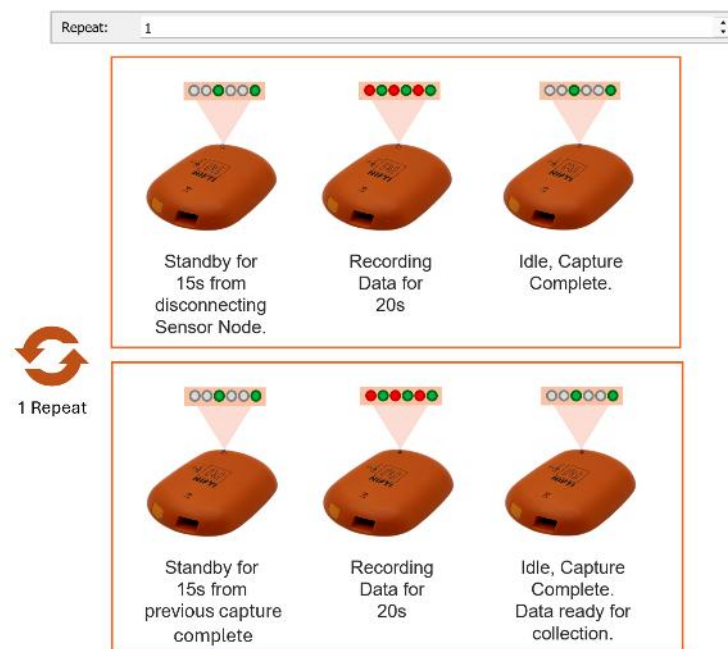 Repeat: 1
Standby for
15s from
disconnecting
Sensor Node.
Recording
Data for
20s
Idle, Capture
Complete.
1 Repeat
Standby for
15s from
previous capture
complete
Recording
Data for
20s
Idle, Capture
Complete.
Data ready for
collection.